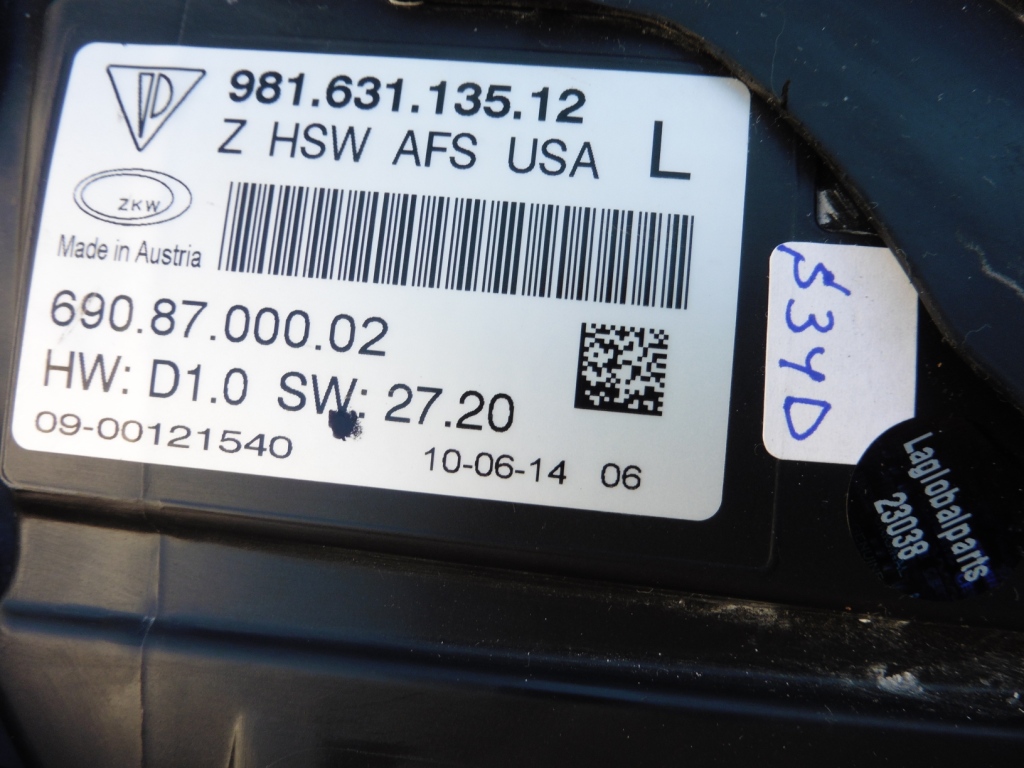 981.631.135.12
Z HSW AFS USA L
ZKW
Made in Austria
690.87.000.02
HW: D1.0 SW: 27.20
09-00121540
10-06-14 06
534D
Laglobalparts
23038